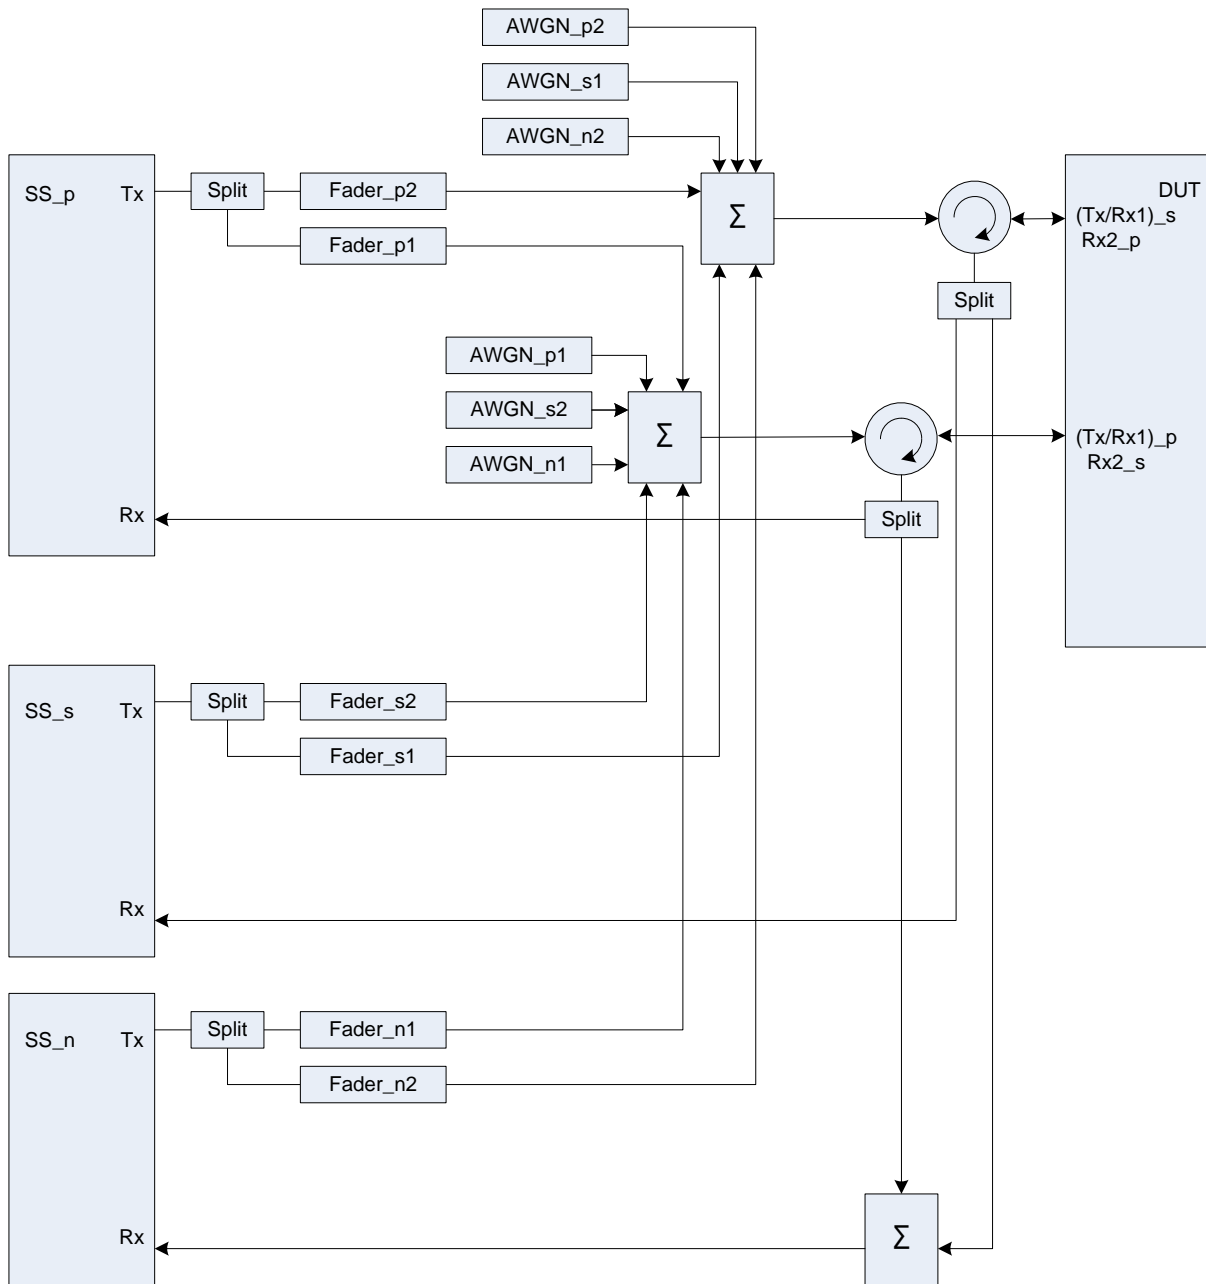 AWGN_p2
AWGN_s1
AWGN_n2
SS_p Tx
Split
Fader_p2
Fader_p1
Σ
DUT
(Tx/Rx1)_s
Rx2_p
Split
AWGN_p1
AWGN_s2
AWGN_n1
Σ
(Tx/Rx1)_p
Rx2_s
Rx
Split
SS_s Tx
Split
Fader_s2
Fader_s1
Rx
SS_n Tx
Split
Fader_n1
Fader_n2
Rx
Σ